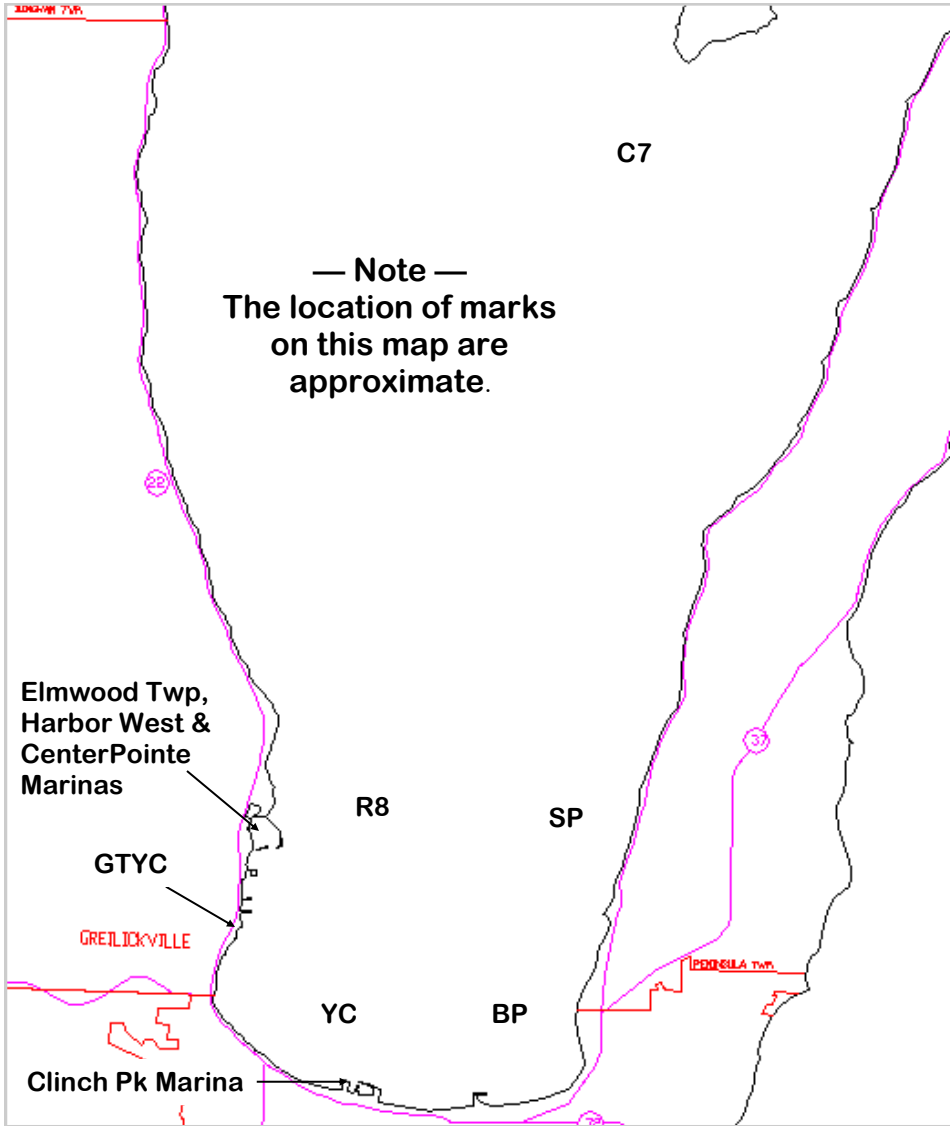 C7
— Note —
The location of marks
on this map are
approximate.
22
Elmwood Twp,
Harbor West &
CenterPointe
Marinas
37
R8
SP
GTYC
GREILICKVILLE
PENINSULA TWP.
YC
BP
Clinch Pk Marina